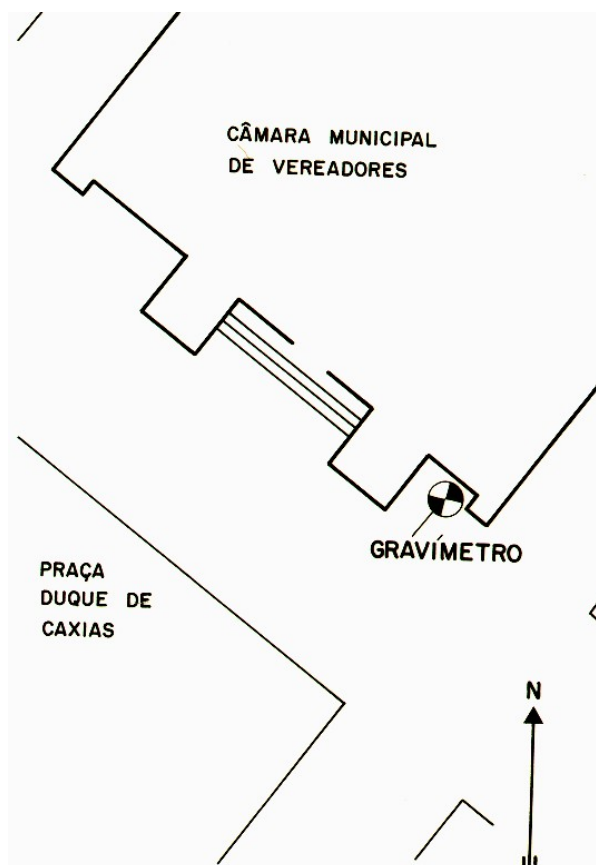 CÂMARA MUNICIPAL
DE VEREADORES
GRAVÍMETRO
PRAÇA
DUQUE DE
CAXIAS
N